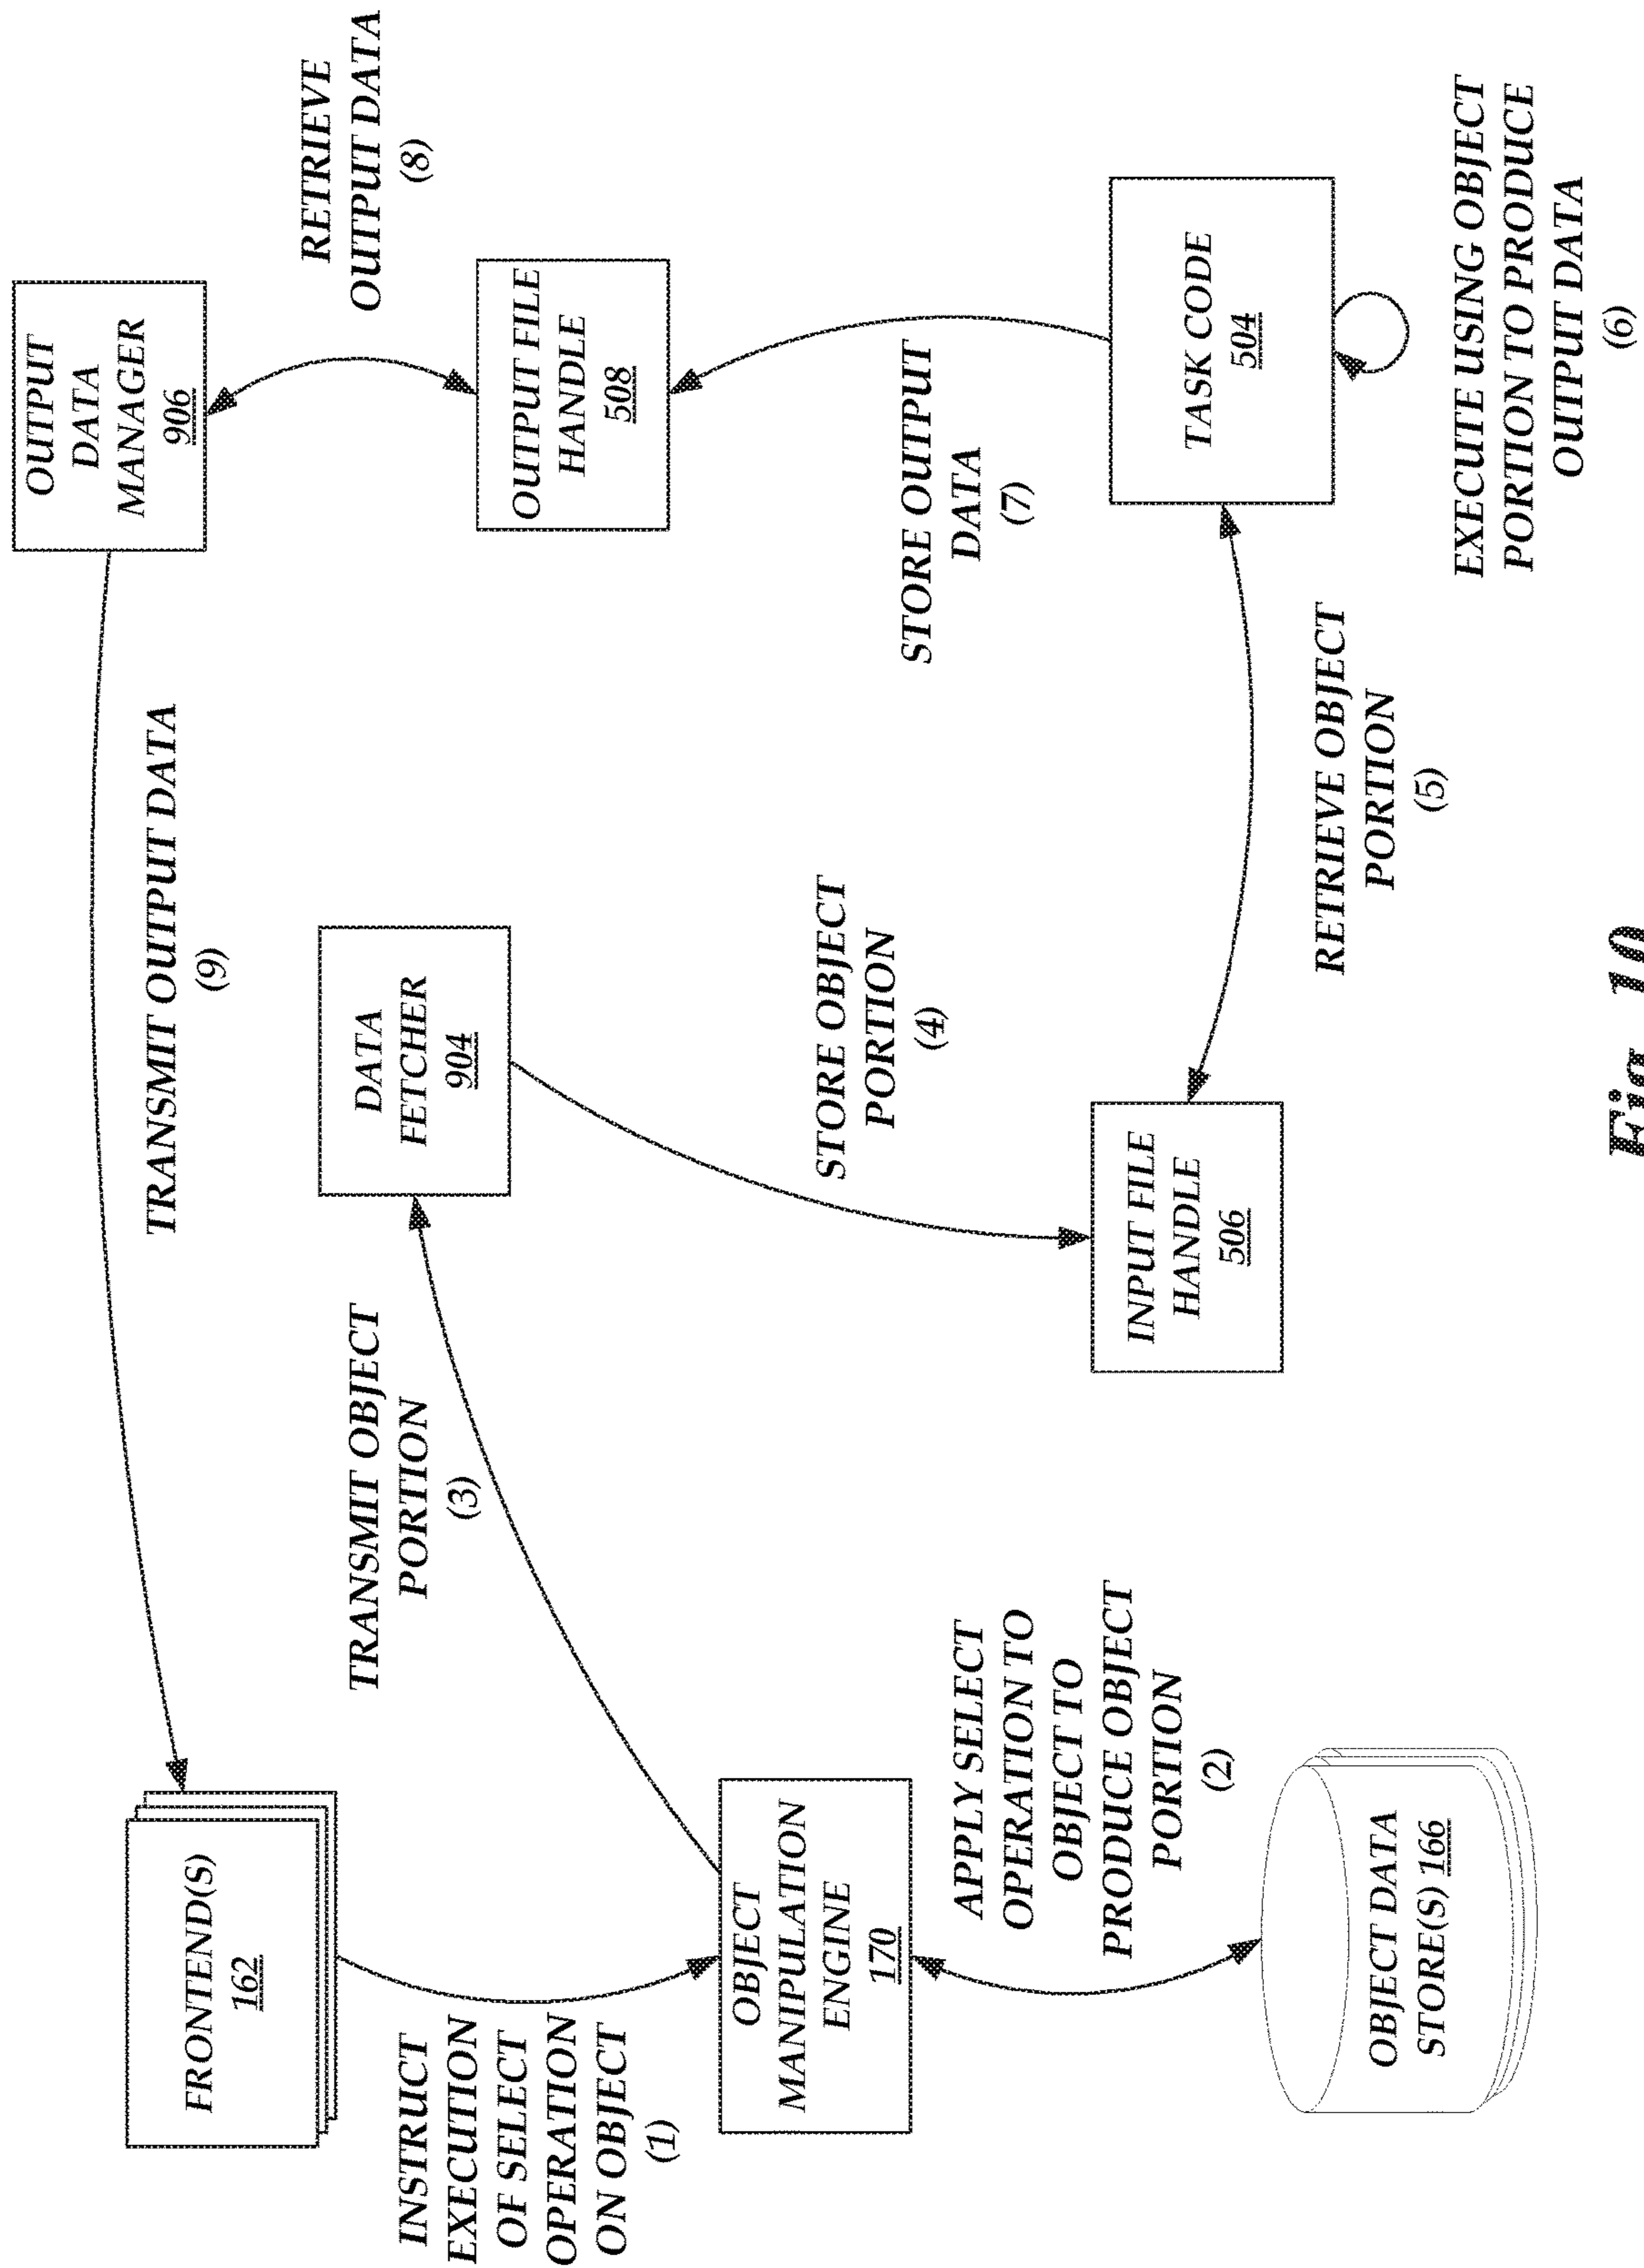 FRONTEND(S)
162
INSTRUCT
EXECUTION
OF SELECT
OPERATION
ON OBJECT
(1)
OBJECT
MANIPULATION
ENGINE
170
APPLY SELECT
OPERATION TO
OBJECT TO
PRODUCE OBJECT
PORTION
(2)
OBJECT DATA
STORE(S) 166
TRANSMIT OBJECT
PORTION
(3)
DATA
FETCHER
904
STORE OBJECT
PORTION
(4)
INPUT FILE
HANDLE
506
RETRIEVE OBJECT
PORTION
(5)
TASK CODE
504
EXECUTE USING OBJECT
PORTION TO PRODUCE
OUTPUT DATA
(6)
STORE OUTPUT
DATA
(7)
OUTPUT FILE
HANDLE
508
RETRIEVE
OUTPUT DATA
(8)
OUTPUT
DATA
MANAGER
906
TRANSMIT OUTPUT DATA
(9)
Fig. 10